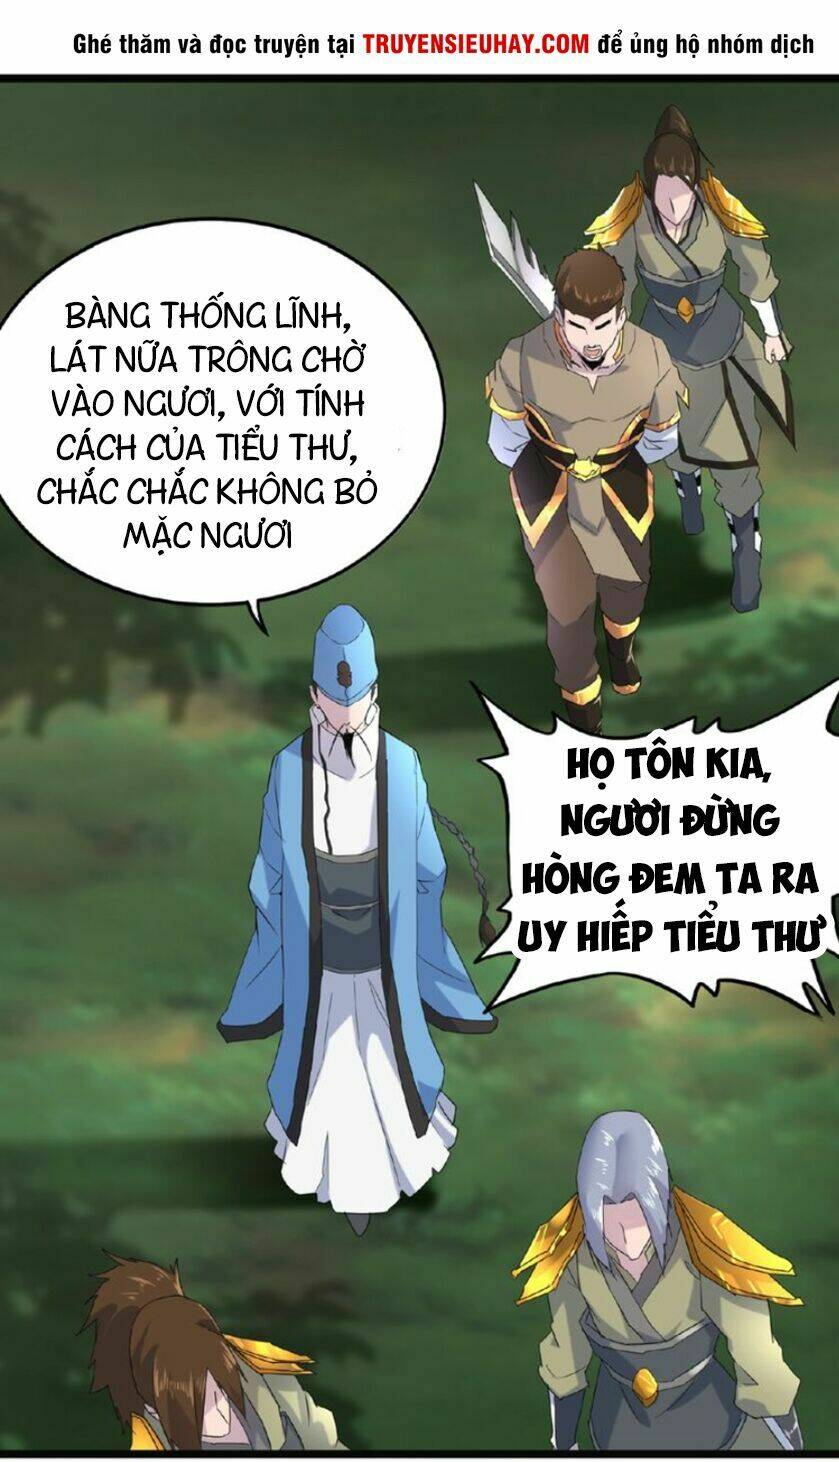 Ghé thăm và đọc truyện tại TRUYENSIEUHAY.COM để ủng hộ nhóm dịch
BÀNG THỐNG LĨNH,
LÁT NỮA TRÔNG CHỜ
VÀO NGƯƠI, VỚI TÍNH
CÁCH CỦA TIỂU THƯ,
CHẮC CHẮC KHÔNG BỎ
MẶC NGƯƠI
HỌ TÔN KIA,
NGƯƠI ĐỪNG
HÒNG ĐEM TA RA
UY HIẾP TIỂU THƯ